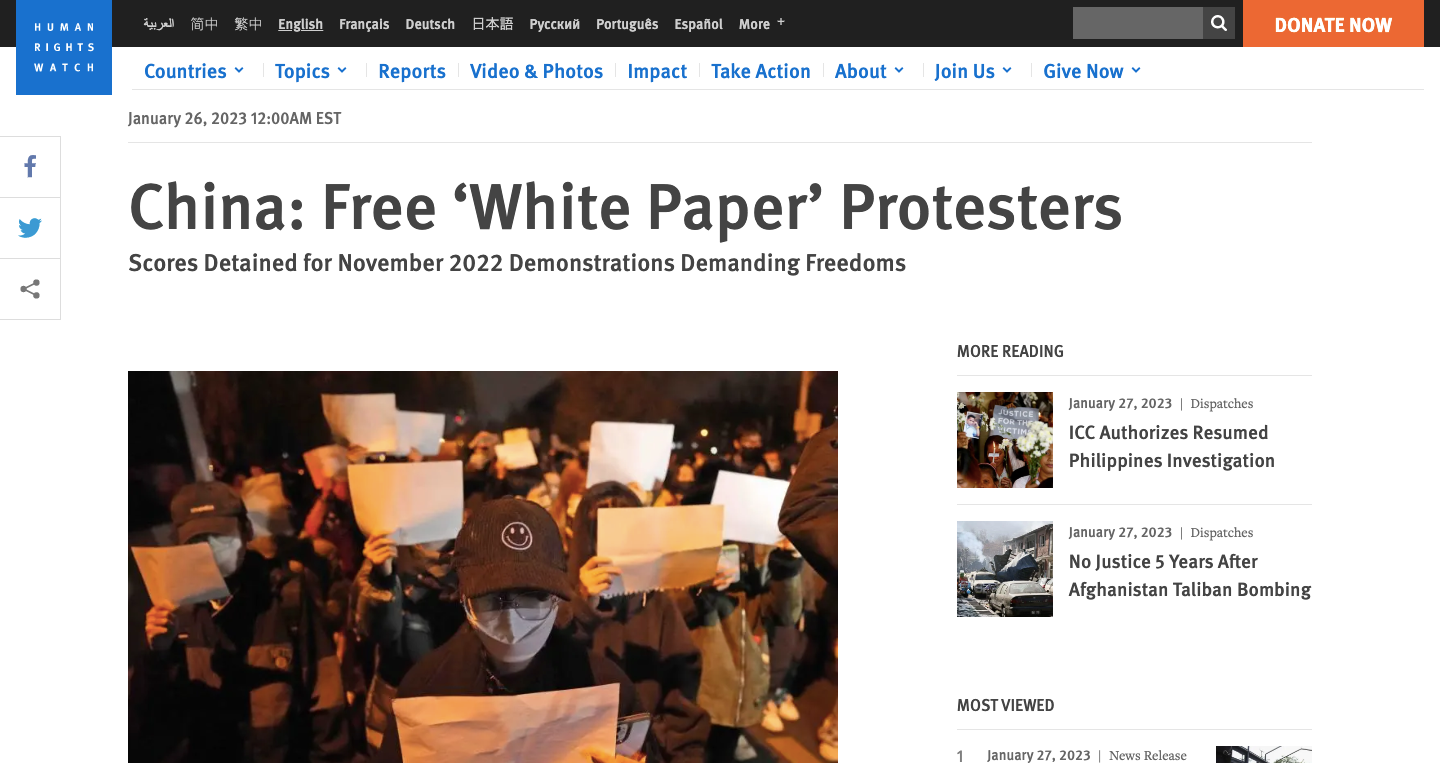 HUMAN
RIGHTS
WATCH
العربية 简中 繁中 English Français Deutsch 日本語 Русский Português Español More +
DONATE NOW
Countries Topics Reports Video & Photos Impact Take Action About Join Us Give Now
January 26, 2023 12:00AM EST
China: Free ‘White Paper’ Protesters
Scores Detained for November 2022 Demonstrations Demanding Freedoms
MORE READING
January 27, 2023 | Dispatches
ICC Authorizes Resumed
Philippines Investigation
JUSTICE
FOR THE
VICTIM
January 27, 2023 | Dispatches
No Justice 5 Years After
Afghanistan Taliban Bombing
MOST VIEWED
1 January 27, 2023 | News Release